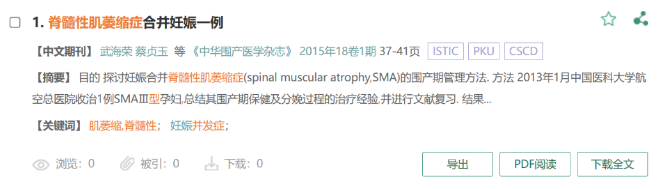 1. 脊髓性肌萎缩症合并妊娠一例
【中文期刊】 武海荣 蔡贞玉 等 《中华围产医学杂志》 2015年18卷1期 37-41页 ISTIC PKU CSCD
【摘要】 目的 探讨妊娠合并脊髓性肌萎缩症(spinal muscular atrophy,SMA)的围产期管理方法. 方法 2013年1月中国医科大学航
空总医院收治1例SMAⅢ型孕妇,总结其围产期保健及分娩过程的治疗经验,并进行文献复习. 结果...
【关键词】 肌萎缩,脊髓性； 妊娠并发症；
浏览：0 被引：0 下载：0 导出 PDF阅读 下载全文